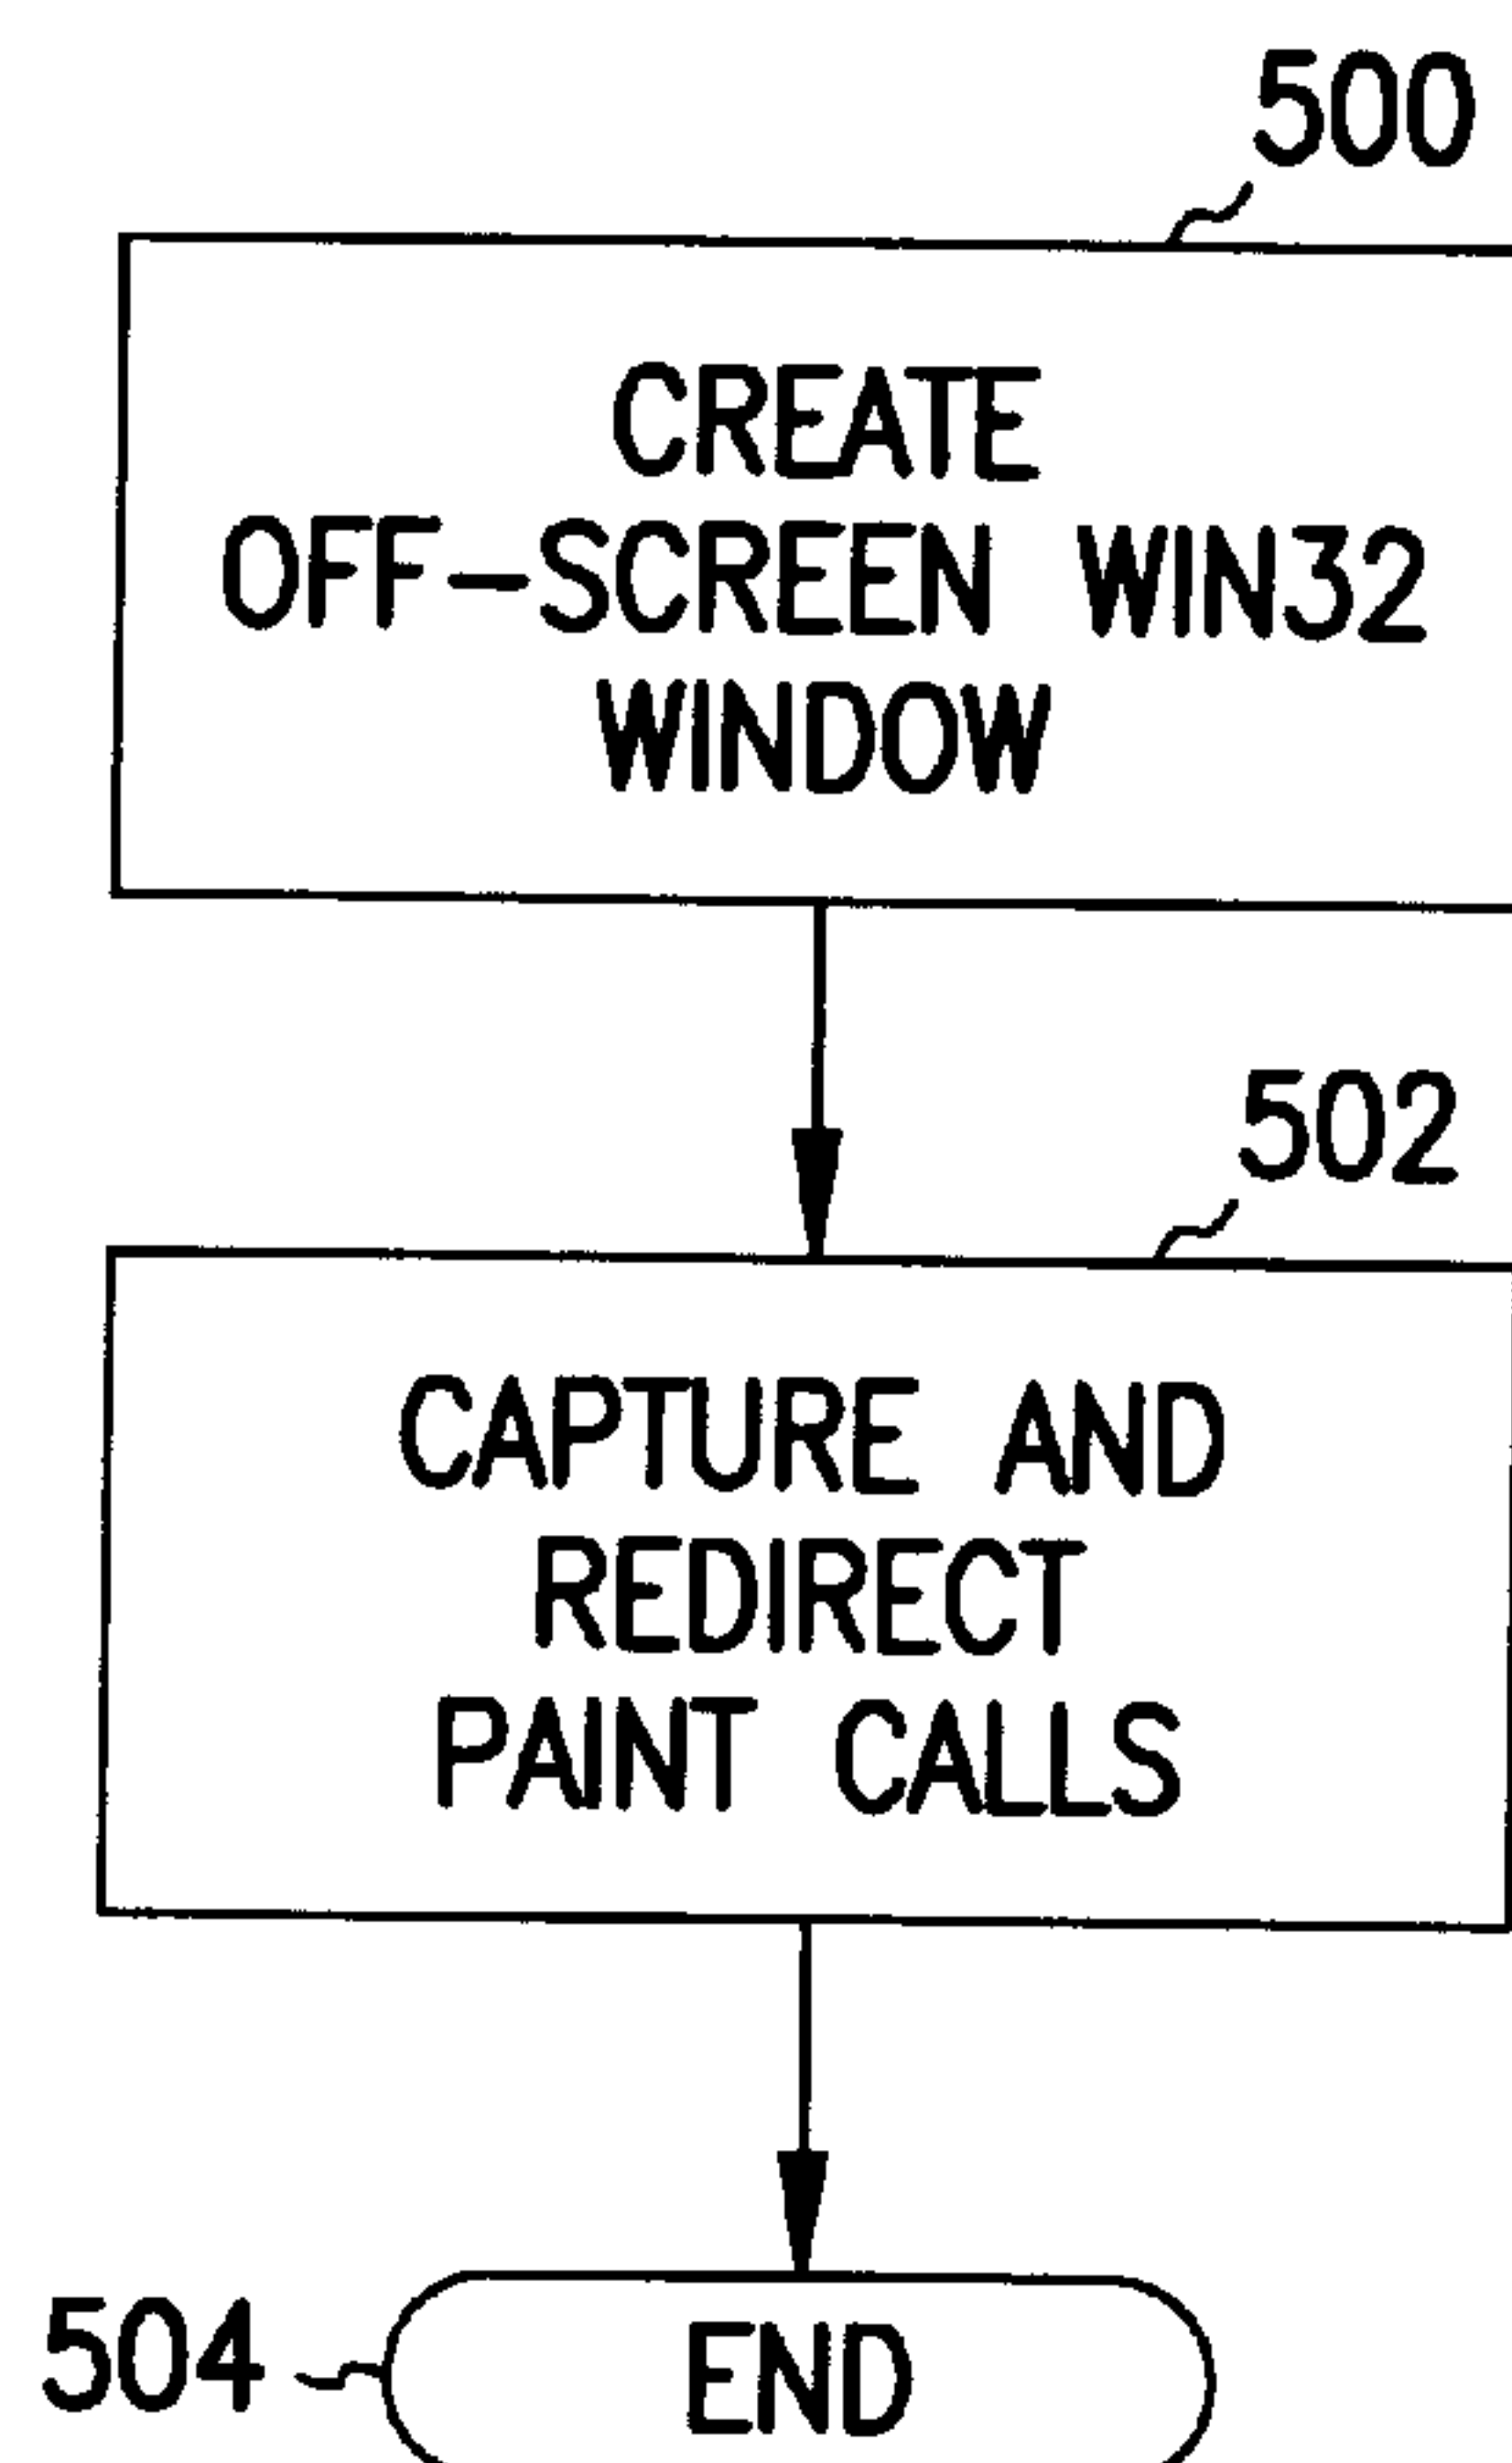 500
CREATE
OFF-SCREEN WIN32
WINDOW
502
CAPTURE AND
REDIRECT
PAINT CALLS
504
END